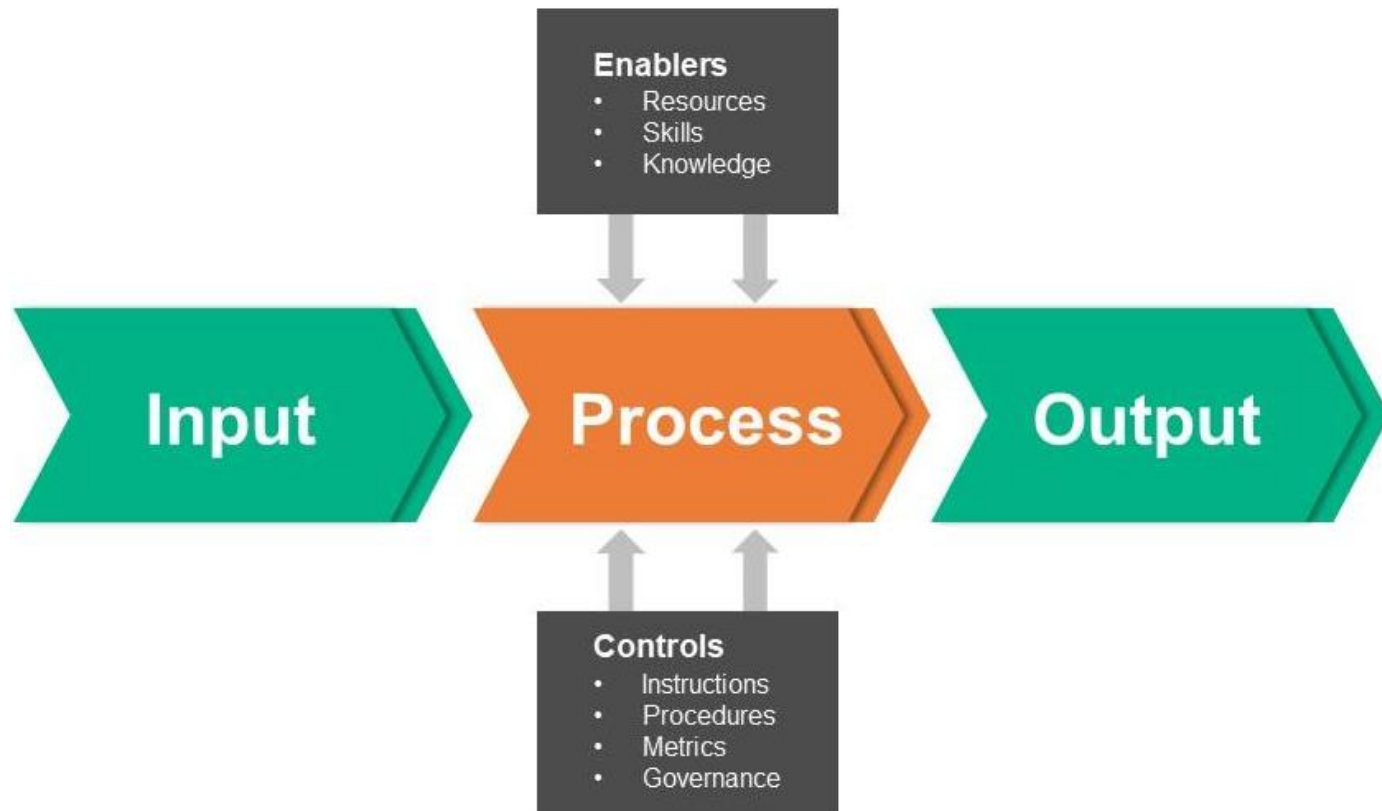 Enablers
• Resources
• Skills
• Knowledge
Input
Process
Output
Controls
• Instructions
• Procedures
• Metrics
• Governance